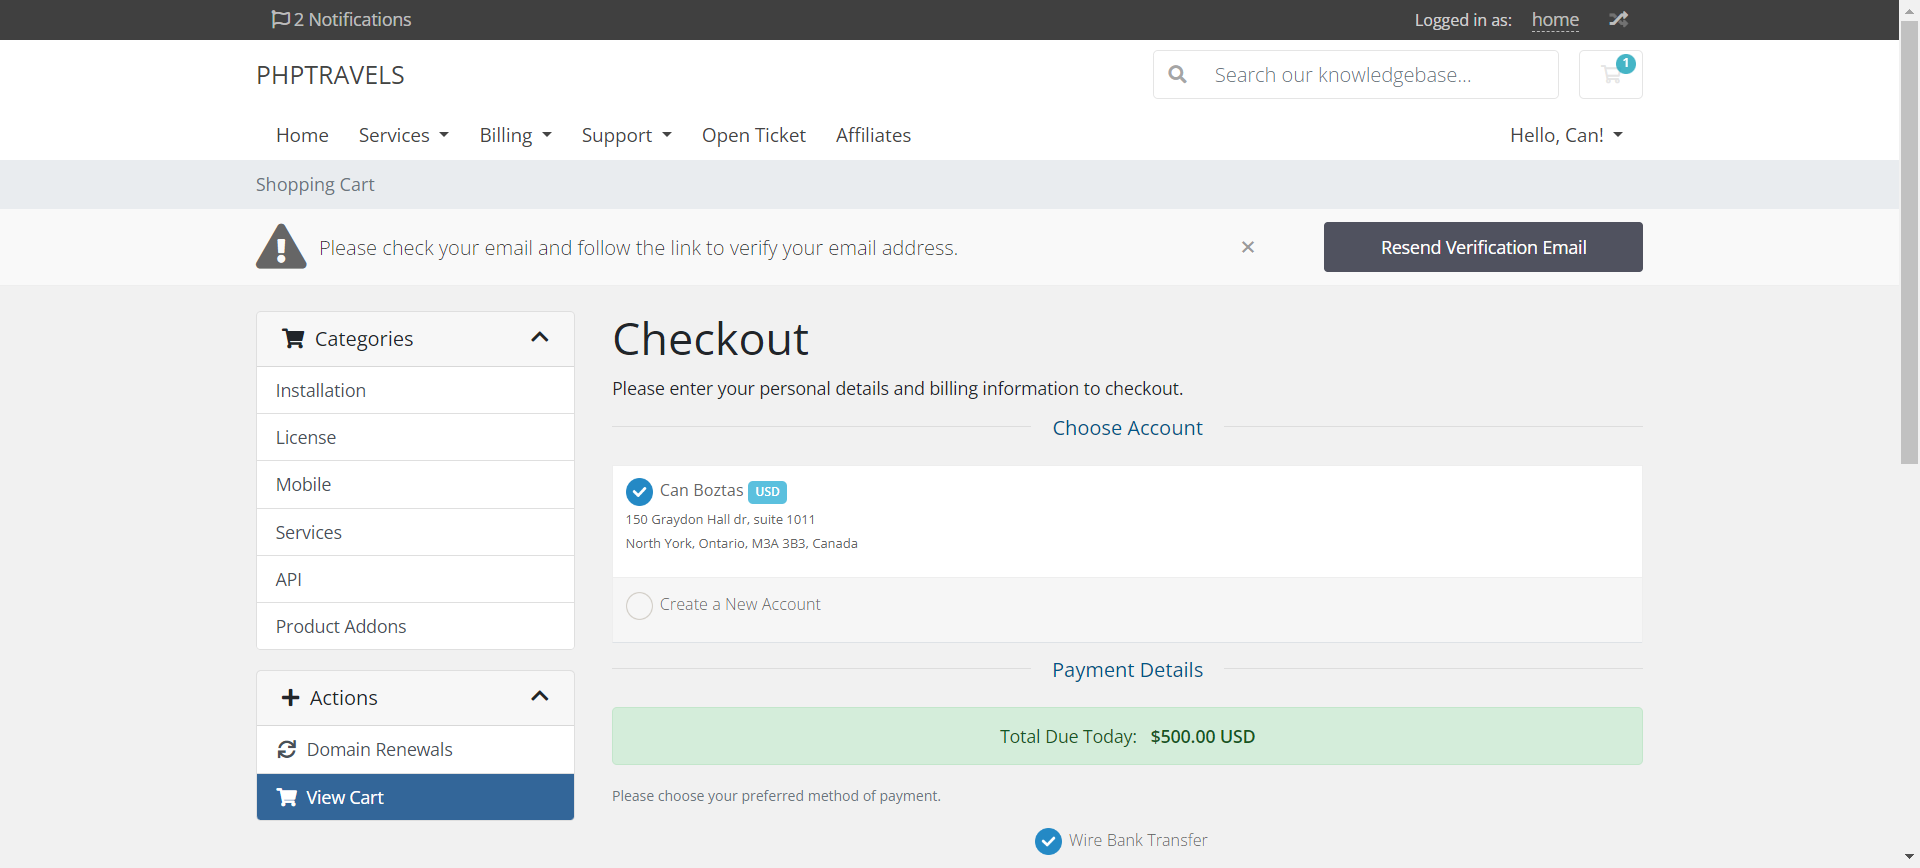 2 Notifications
Logged in as: home
PHPTRAVELS
Search our knowledgebase...
1
Home Services Billing Support Open Ticket Affiliates
Hello, Can!
Shopping Cart
Please check your email and follow the link to verify your email address.
Resend Verification Email
Categories
Installation
License
Mobile
Services
API
Product Addons
Actions
Domain Renewals
View Cart
Checkout
Please enter your personal details and billing information to checkout.
Choose Account
Can Boztas USD
150 Graydon Hall dr, suite 1011
North York, Ontario, M3A 3B3, Canada
Create a New Account
Payment Details
Total Due Today: $500.00 USD
Please choose your preferred method of payment.
Wire Bank Transfer